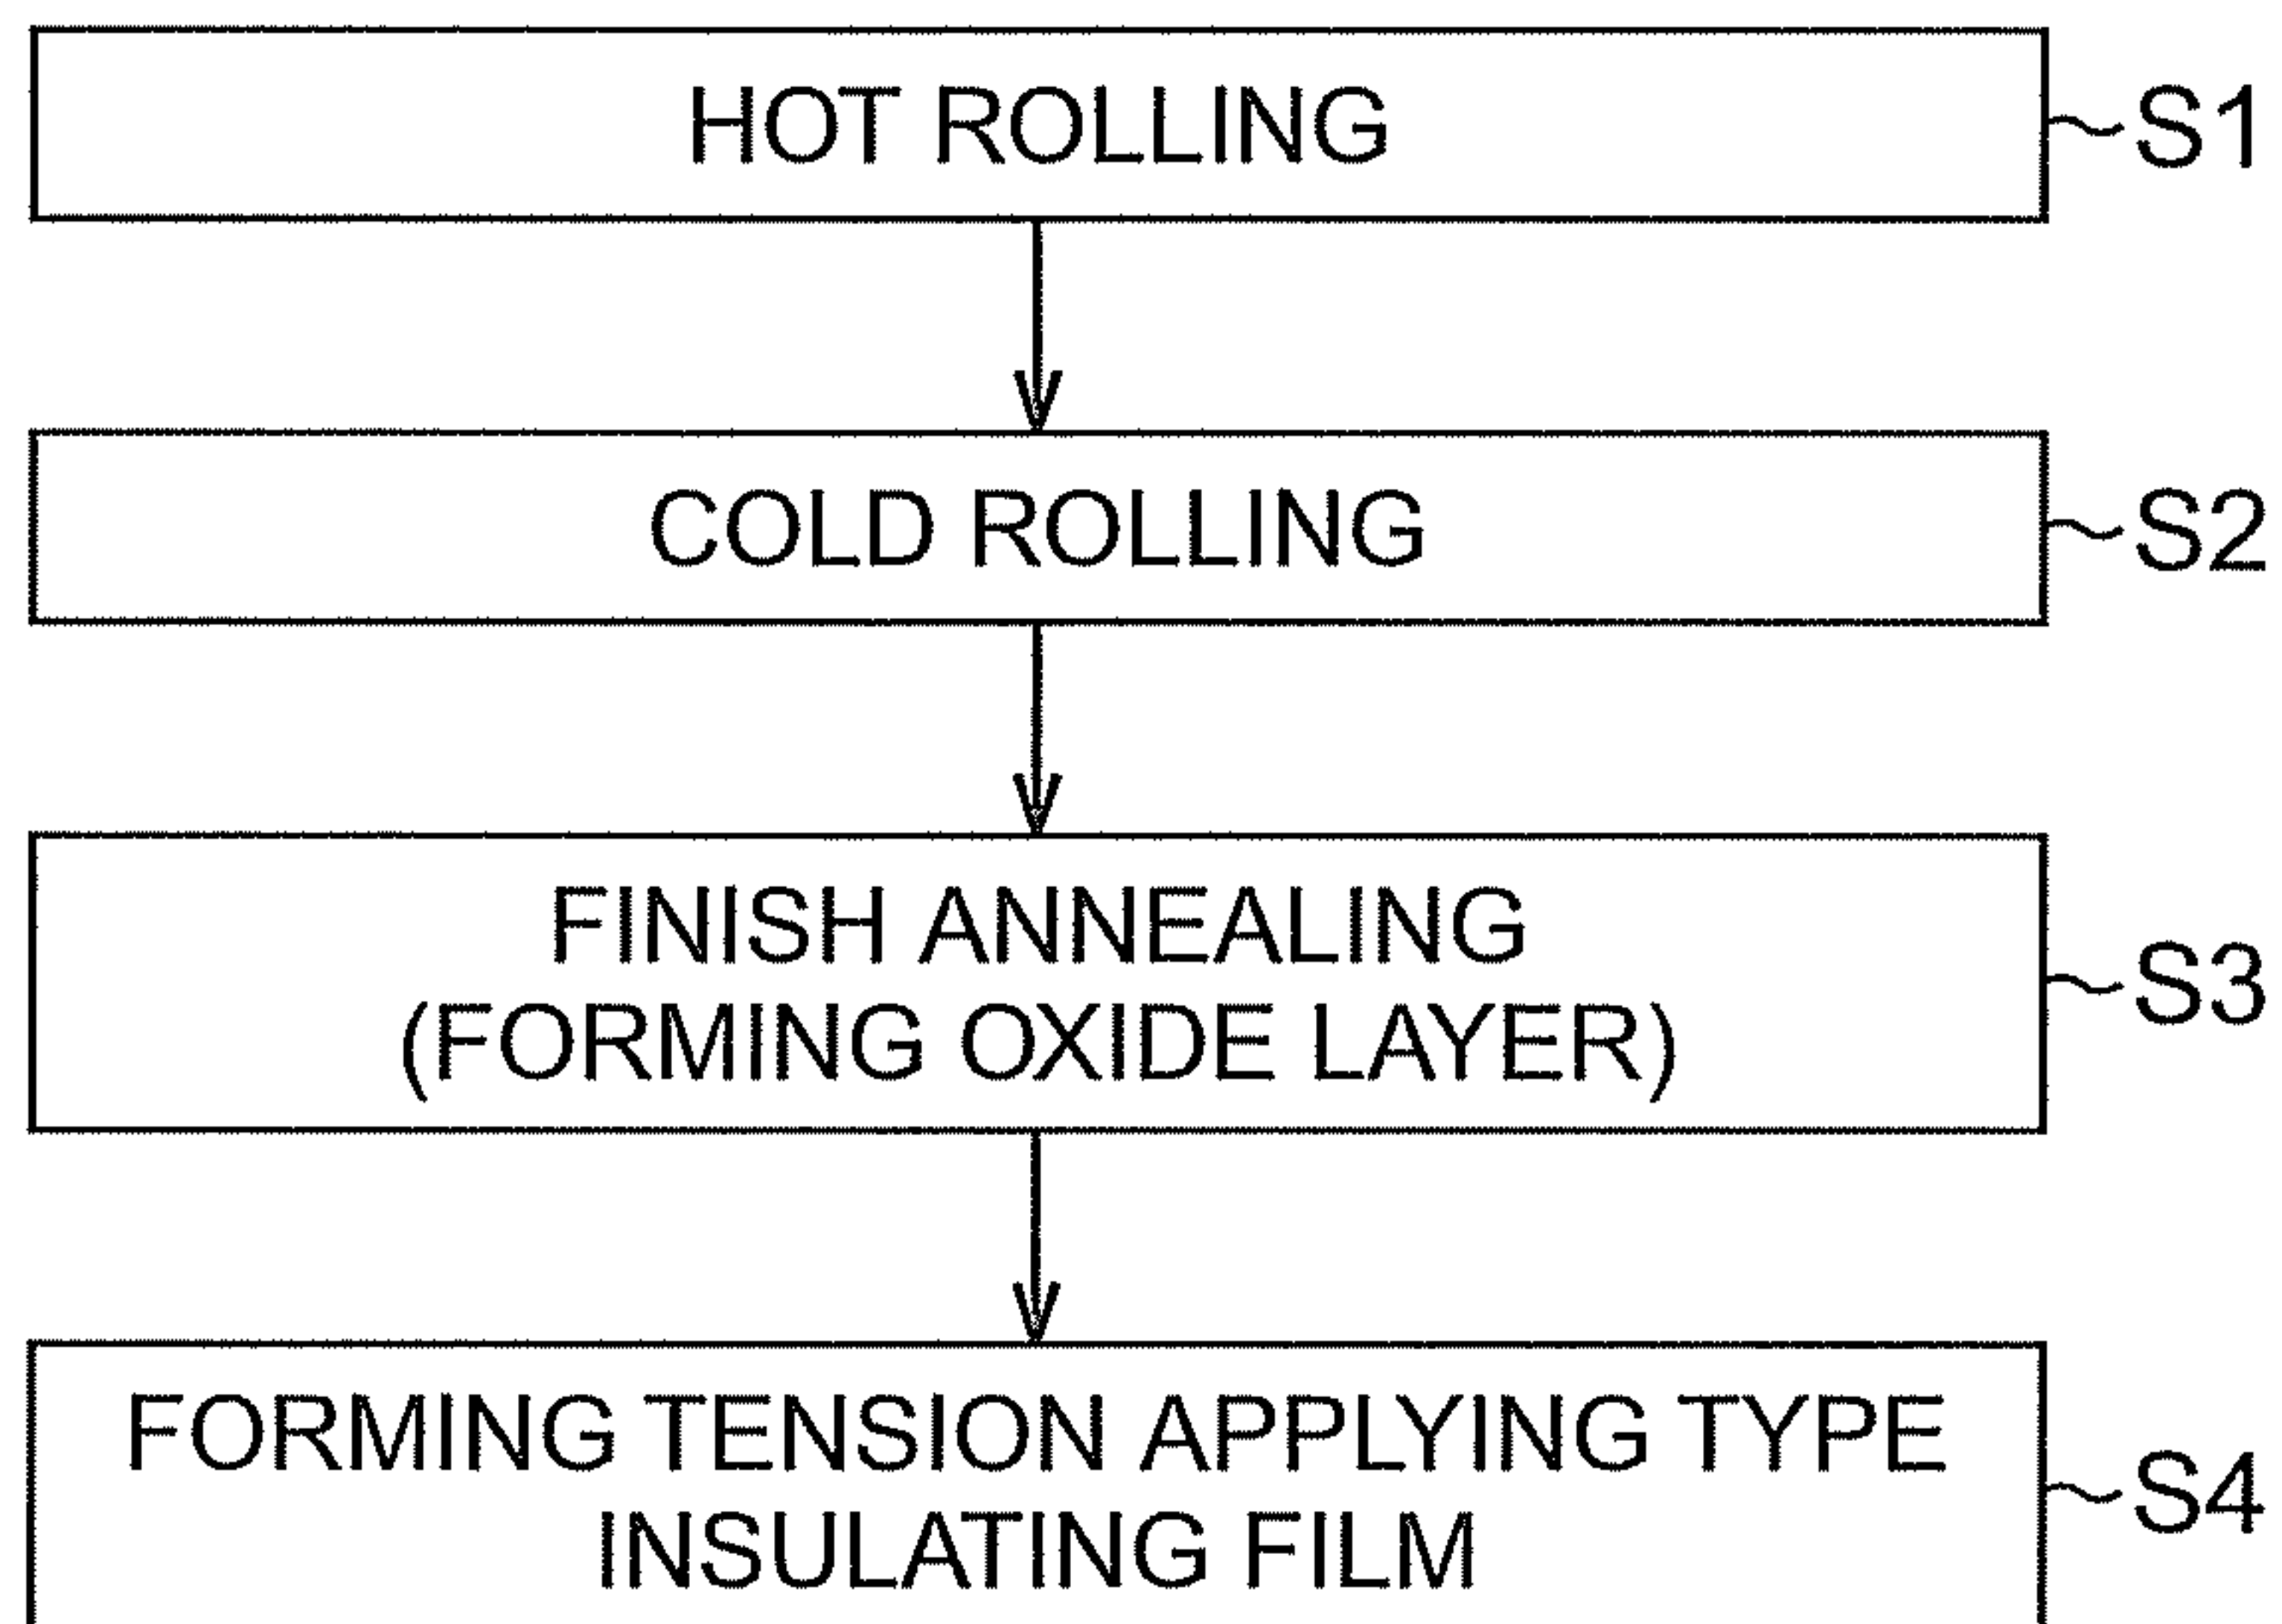 HOT ROLLING
S1
COLD ROLLING
S2
FINISH ANNEALING
(FORMING OXIDE LAYER)
S3
FORMING TENSION APPLYING TYPE
INSULATING FILM
S4